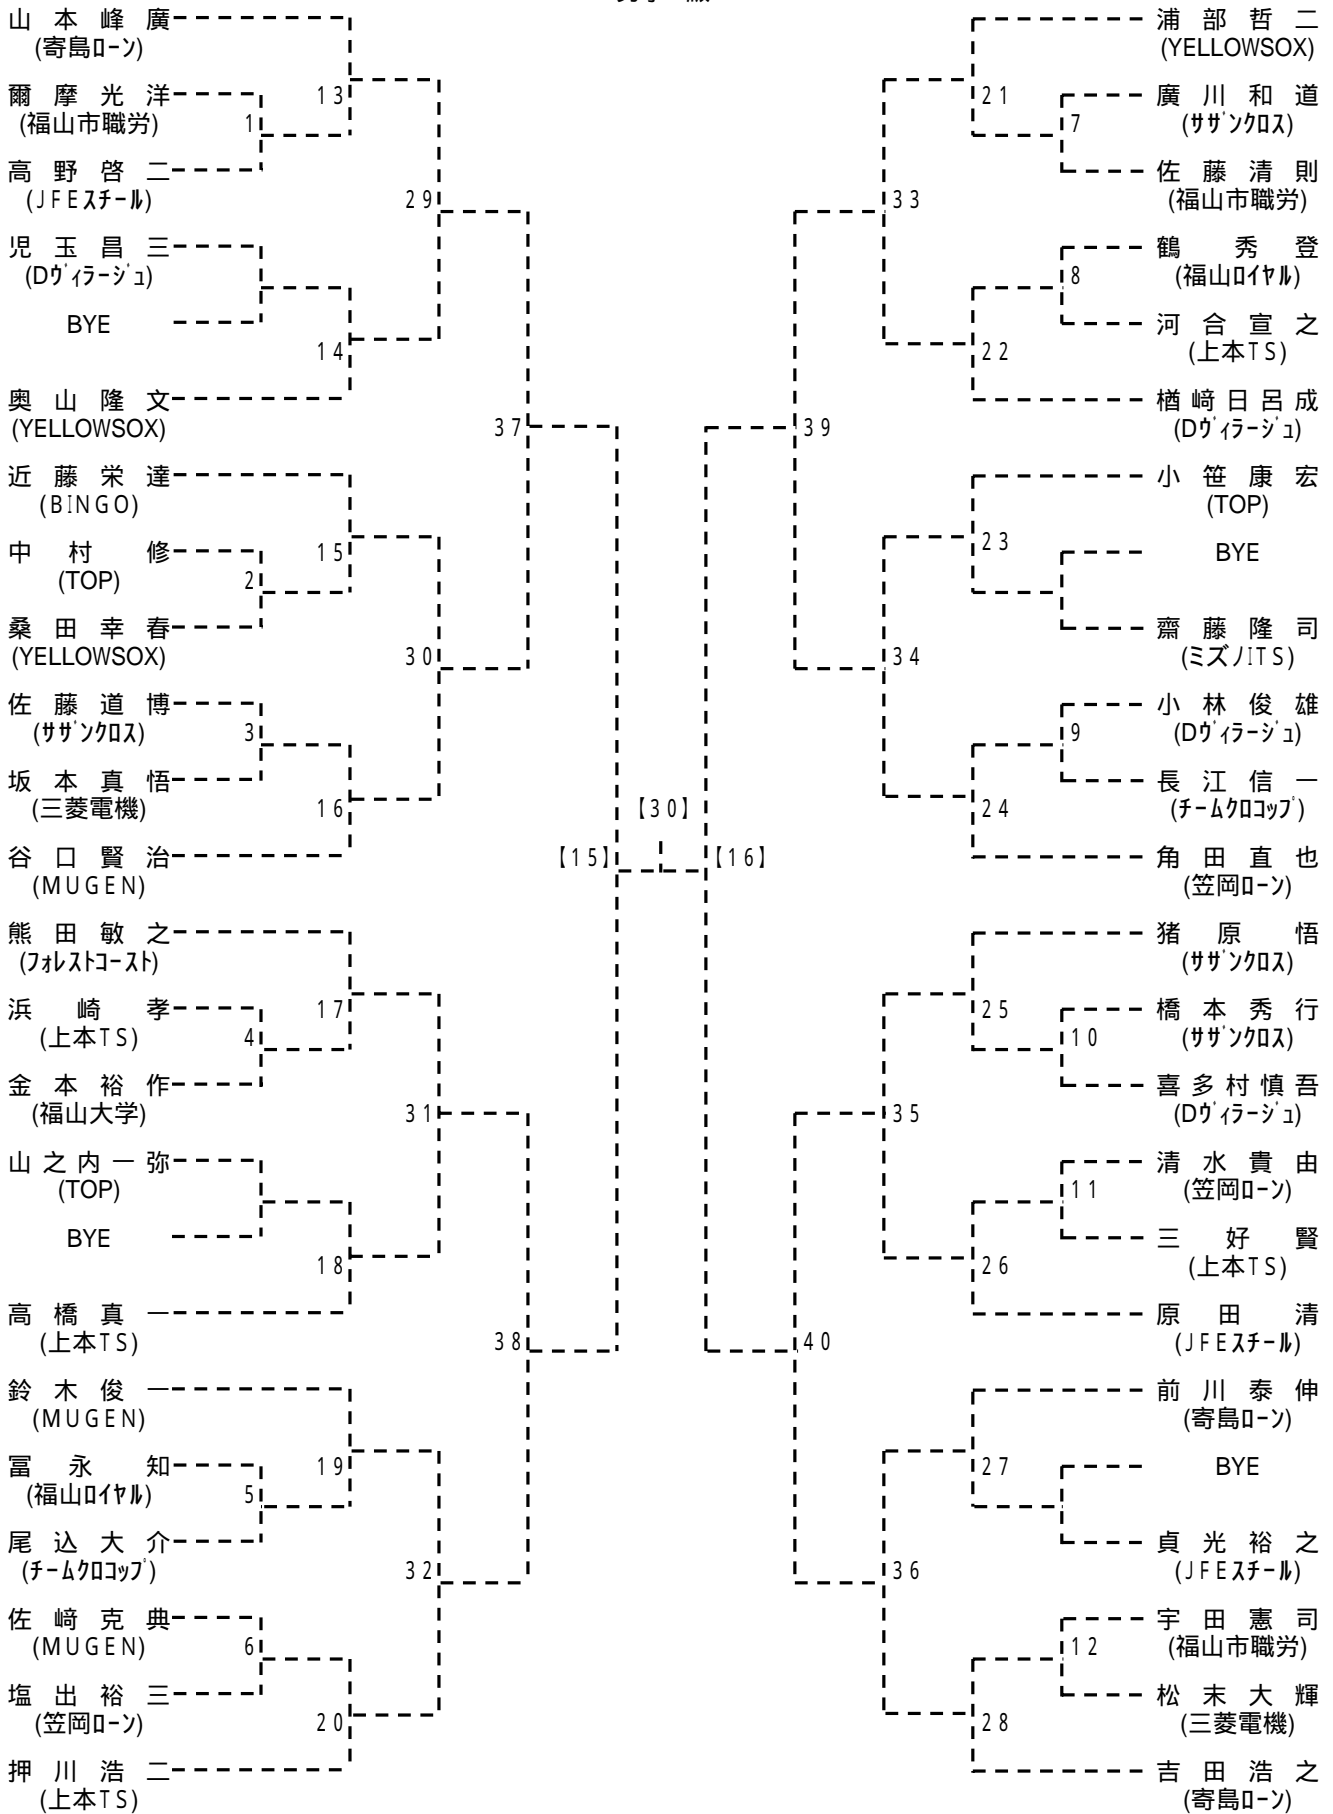 山本峰廣
(寄島ローン)
爾摩光洋
(福山市職労)
高野啓二
(JFEスチール)
児玉昌三
(Dヴィラージュ)
BYE
奥山隆文
(YELLOWSOX)
近藤栄達
(BINGO)
中村修
(TOP)
桑田幸春
(YELLOWSOX)
佐藤道博
(サザンクロス)
坂本真悟
(三菱電機)
谷口賢治
(MUGEN)
熊田敏之
(フォレストコースト)
浜崎孝
(上本TS)
金本裕作
(福山大学)
山之内一弥
(TOP)
BYE
高橋真一
(上本TS)
鈴木俊一
(MUGEN)
冨永知
(福山ロイヤル)
尾込大介
(チームクロコップ)
佐﨑克典
(MUGEN)
塩出裕三
(笠岡ローン)
押川浩二
(上本TS)
1
2
3
4
5
6
13
14
15
16
17
18
19
20
29
30
31
32
37
38
【15】
【30】
【16】
39
40
33
34
35
36
21
22
23
24
25
26
27
28
7
8
9
10
11
12
浦部哲二
(YELLOWSOX)
廣川和道
(サザンクロス)
佐藤清則
(福山市職労)
鶴秀登
(福山ロイヤル)
河合宣之
(上本TS)
楢﨑日呂成
(Dヴィラージュ)
小笹康宏
(TOP)
BYE
齋藤隆司
(ミズノITS)
小林俊雄
(Dヴィラージュ)
長江信一
(チームクロコップ)
角田直也
(笠岡ローン)
猪原悟
(サザンクロス)
橋本秀行
(サザンクロス)
喜多村慎吾
(Dヴィラージュ)
清水貴由
(笠岡ローン)
三好賢
(上本TS)
原田清
(JFEスチール)
前川泰伸
(寄島ローン)
BYE
貞光裕之
(JFEスチール)
宇田憲司
(福山市職労)
松末大輝
(三菱電機)
吉田浩之
(寄島ローン)